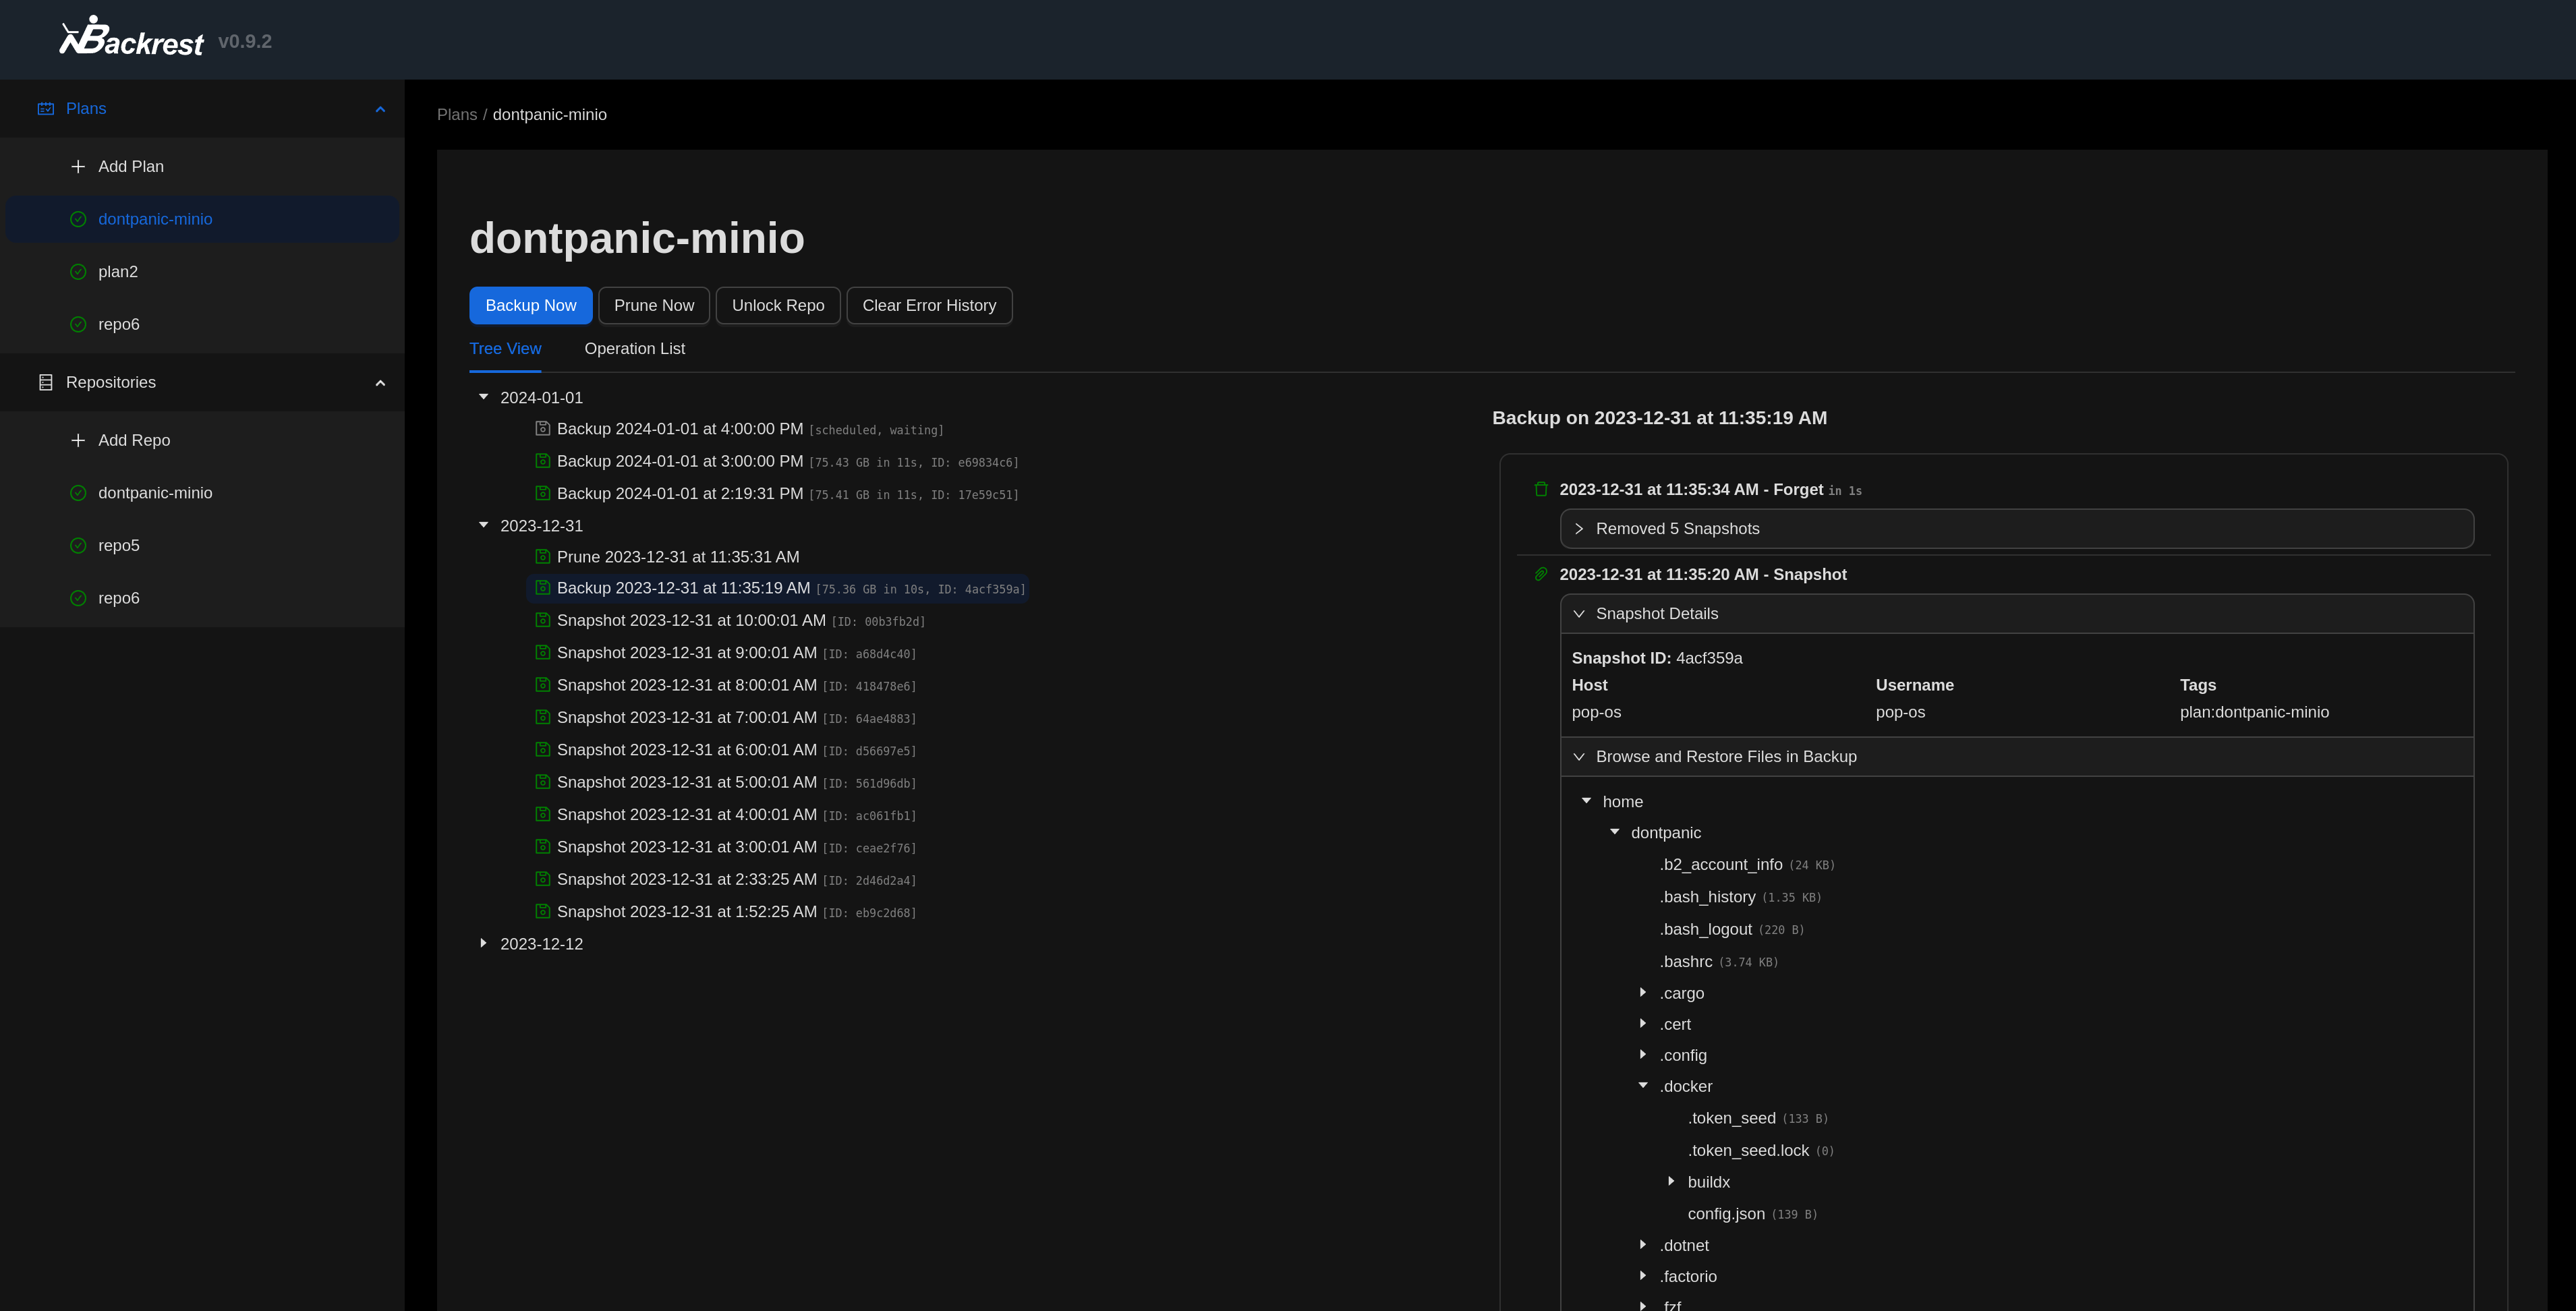 Backrest v0.9.2
Plans
Add Plan
dontpanic-minio
plan2
repo6
Repositories
Add Repo
dontpanic-minio
repo5
repo6
Plans / dontpanic-minio
dontpanic-minio
Backup Now Prune Now Unlock Repo Clear Error History
Tree View Operation List
2024-01-01
Backup 2024-01-01 at 4:00:00 PM [scheduled, waiting]
Backup 2024-01-01 at 3:00:00 PM [75.43 GB in 11s, ID: e69834c6]
Backup 2024-01-01 at 2:19:31 PM [75.41 GB in 11s, ID: 17e59c51]
2023-12-31
Prune 2023-12-31 at 11:35:31 AM
Backup 2023-12-31 at 11:35:19 AM [75.36 GB in 10s, ID: 4acf359a]
Snapshot 2023-12-31 at 10:00:01 AM [ID: 00b3fb2d]
Snapshot 2023-12-31 at 9:00:01 AM [ID: a68d4c40]
Snapshot 2023-12-31 at 8:00:01 AM [ID: 418478e6]
Snapshot 2023-12-31 at 7:00:01 AM [ID: 64ae4883]
Snapshot 2023-12-31 at 6:00:01 AM [ID: d56697e5]
Snapshot 2023-12-31 at 5:00:01 AM [ID: 561d96db]
Snapshot 2023-12-31 at 4:00:01 AM [ID: ac061fb1]
Snapshot 2023-12-31 at 3:00:01 AM [ID: ceae2f76]
Snapshot 2023-12-31 at 2:33:25 AM [ID: 2d46d2a4]
Snapshot 2023-12-31 at 1:52:25 AM [ID: eb9c2d68]
2023-12-12
Backup on 2023-12-31 at 11:35:19 AM
2023-12-31 at 11:35:34 AM - Forget in 1s
Removed 5 Snapshots
2023-12-31 at 11:35:20 AM - Snapshot
Snapshot Details
Snapshot ID: 4acf359a
Host Username Tags
pop-os pop-os plan:dontpanic-minio
Browse and Restore Files in Backup
home
dontpanic
.b2_account_info (24 KB)
.bash_history (1.35 KB)
.bash_logout (220 B)
.bashrc (3.74 KB)
.cargo
.cert
.config
.docker
.token_seed (133 B)
.token_seed.lock (0)
buildx
config.json (139 B)
.dotnet
.factorio
.fzf